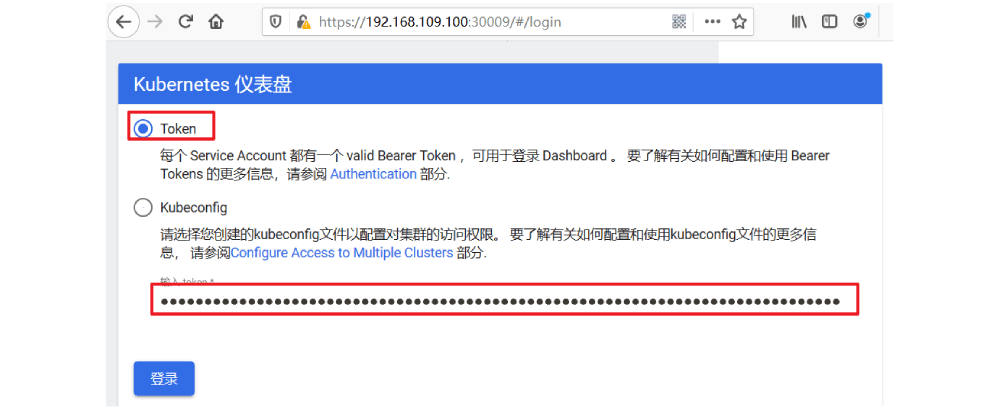 https://192.168.109.100:30009/#/login
Kubernetes 仪表盘
Token
每个 Service Account 都有一个 valid Bearer Token ，可用于登录 Dashboard 。 要了解有关如何配置和使用 Bearer
Tokens 的更多信息，请参阅 Authentication 部分.
Kubeconfig
请选择您创建的kubeconfig文件以配置对集群的访问权限。 要了解有关如何配置和使用kubeconfig文件的更多信
息， 请参阅Configure Access to Multiple Clusters 部分.
输入 token *
登录